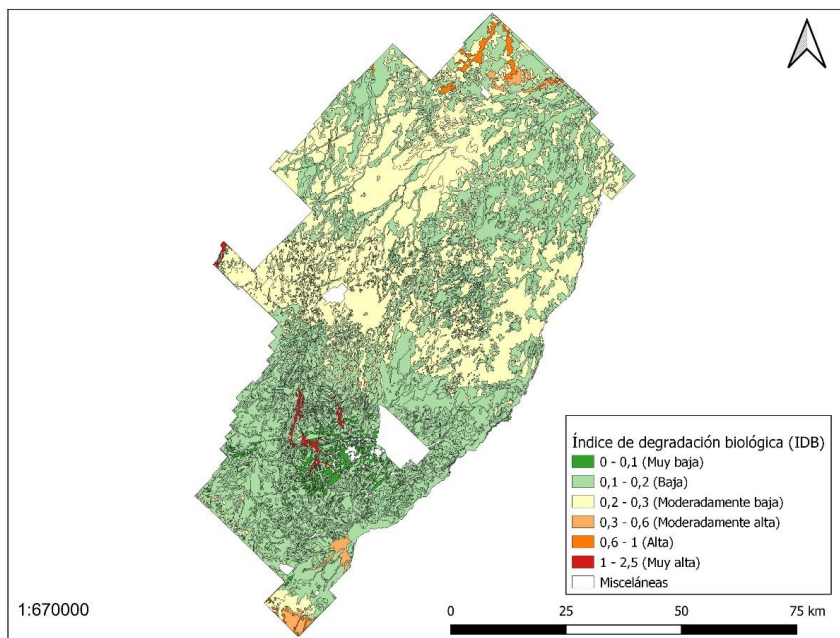 Índice de degradación biológica (IDB)
0 - 0,1 (Muy baja)
0,1 - 0,2 (Baja)
0,2 - 0,3 (Moderadamente baja)
0,3 - 0,6 (Moderadamente alta)
0,6 - 1 (Alta)
1 - 2,5 (Muy alta)
Misceláneas
1:670000
0 25 50 75 km